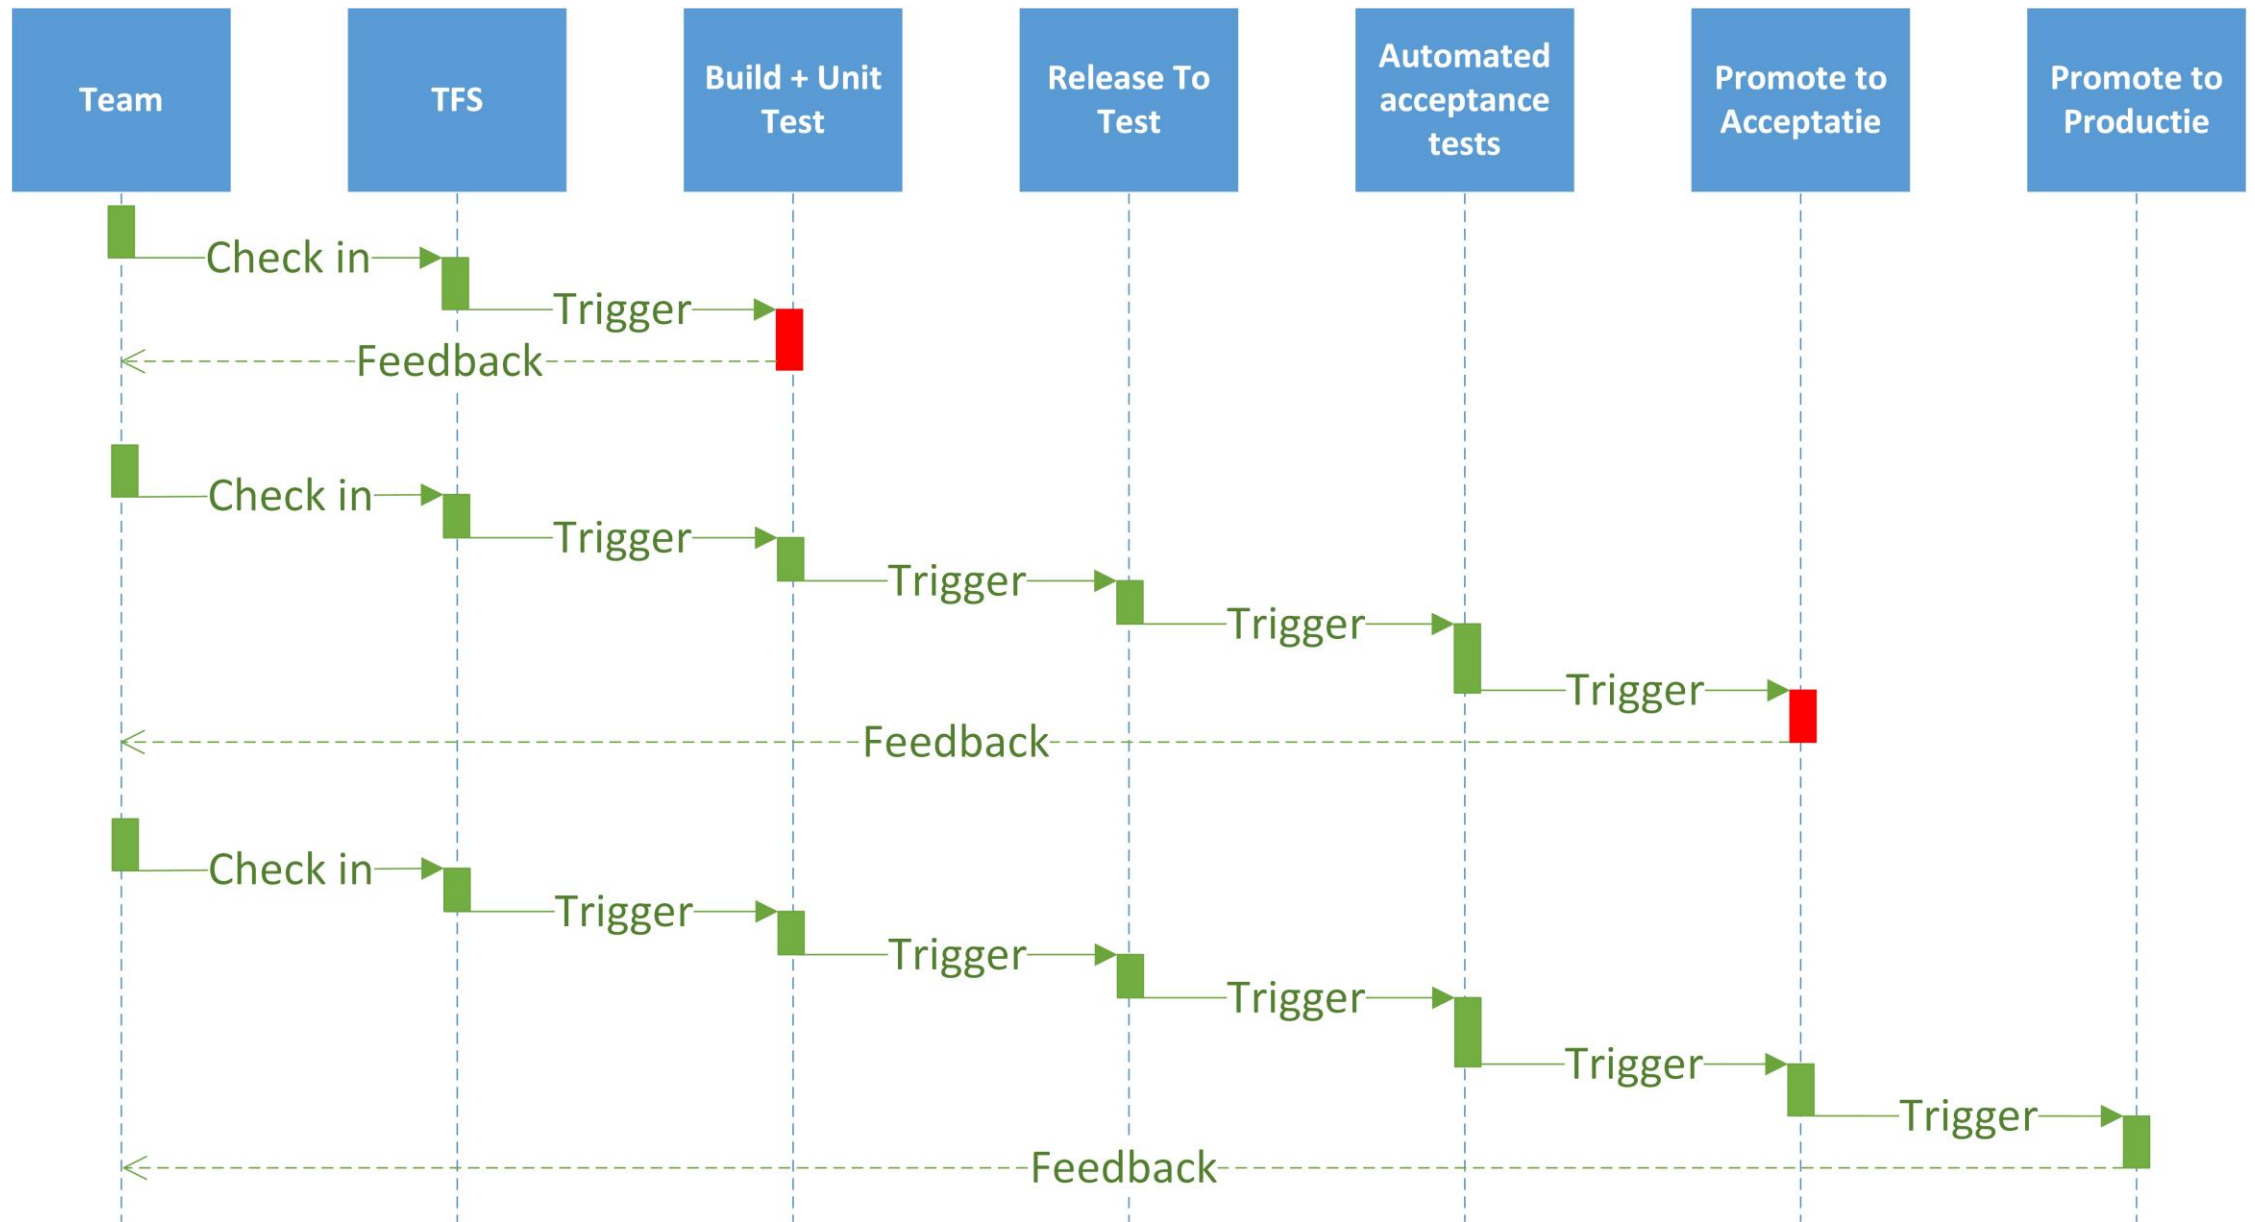 Team
TFS
Build + Unit
Test
Release To
Test
Automated
acceptance
tests
Promote to
Acceptatie
Promote to
Productie
Check in
Trigger
Feedback
Check in
Trigger
Trigger
Trigger
Trigger
Feedback
Check in
Trigger
Trigger
Trigger
Trigger
Trigger
Feedback